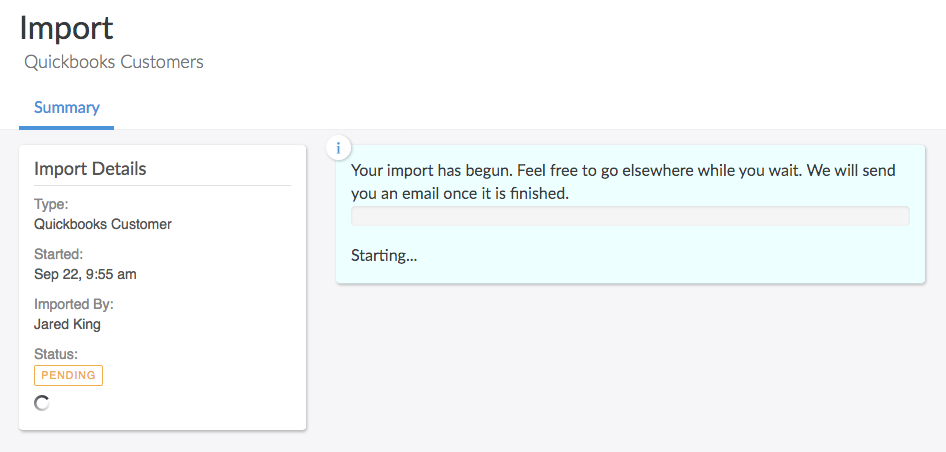 Import
Quickbooks Customers
Summary
Import Details
Type:
Quickbooks Customer
Started:
Sep 22, 9:55 am
Imported By:
Jared King
Status:
PENDING
i
Your import has begun. Feel free to go elsewhere while you wait. We will send
you an email once it is finished.
Starting...